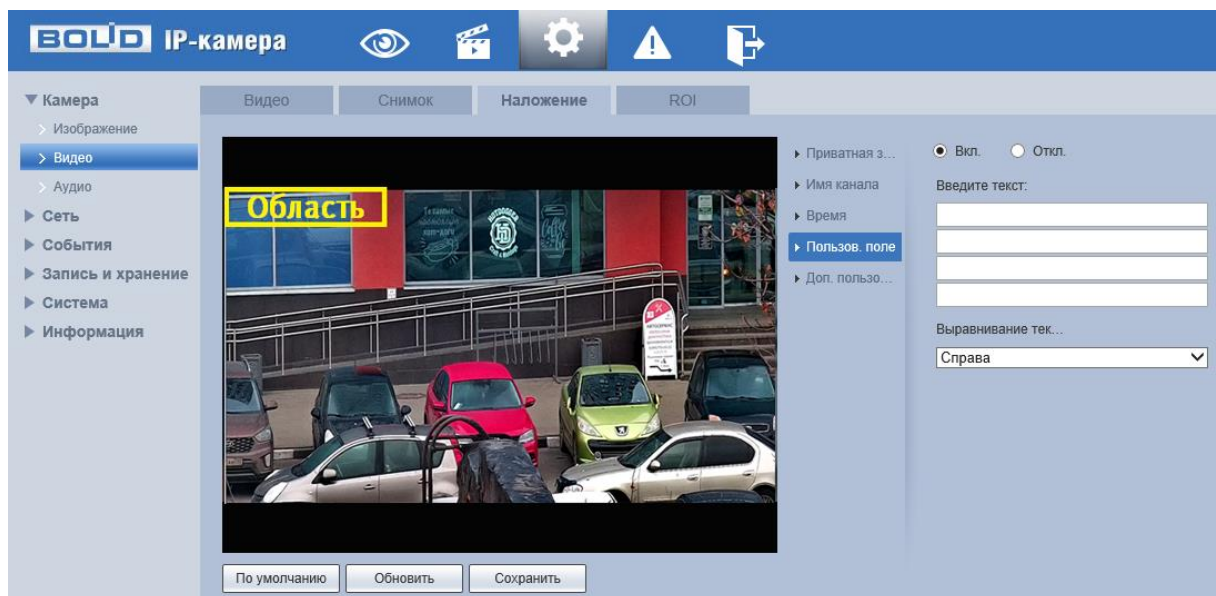 BOLID IP-камера
Камера
Изображение
Видео
Аудио
Сеть
События
Запись и хранение
Система
Информация
Видео
Снимок
Наложение
ROI
Область
По умолчанию
Обновить
Сохранить
Приватная з...
Имя канала
Время
Пользов. поле
Доп. пользо...
Вкл.
Откл.
Введите текст:
Выравнивание тек...
Справа